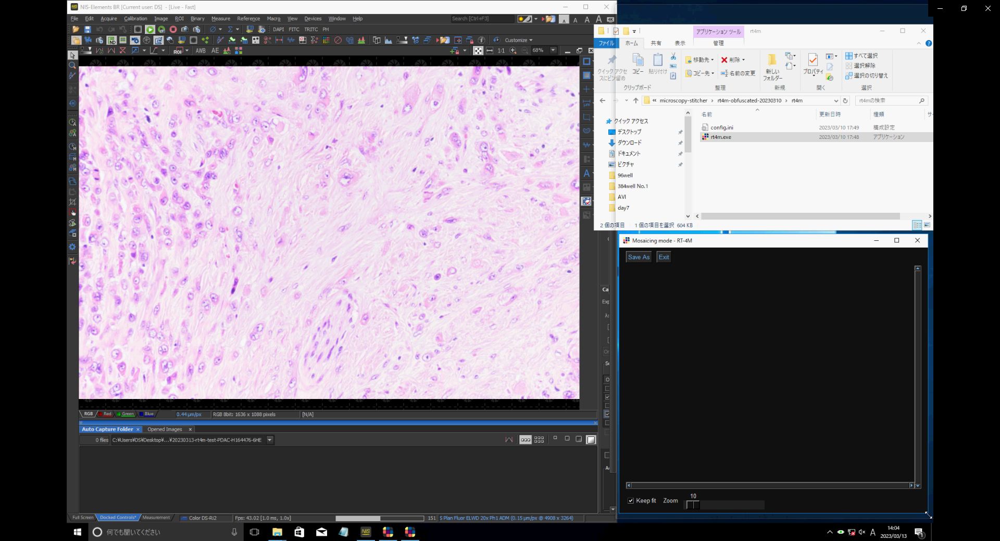 NIS-Elements BR [Current user: DS] - [Live - Fast]
File Edit Acquire Calibration Image ROI Binary Measure Reference Macro View Devices Window Help
Search [Ctrl+F3]
A A A A 4K
DAPI FITC TRITC PH
IND
Customize
ROI AWB AE
1:1 68%
RGB Red Green Blue 0.44 µm/px RGB 8bit: 1636 x 1088 pixels [N/A]
Auto Capture Folder × Opened Images ×
0 files C:¥Users¥DS¥Desktop¥...¥20230313-rt4m-test-PDAC-H164476-6HE
Full Screen Docked Controls* Measurement Color DS-Ri2 Fps: 43.02 [1.0 ms, 1.0x] 151 S Plan Fluor ELWD 20x Ph1 ADM (0.15 µm/px @ 4908 x 3264)
Ca
Exp
λ:
Or
Se
O
アプリケーション ツール rt4m
ファイル ホーム 共有 表示 管理
クイック アクセスにピン留め
コピー
貼り付け
クリップボード
移動先
コピー先
削除
名前の変更
整理
新しい
フォルダー
新規
プロパティ
開く
すべて選択
選択解除
選択の切り替え
選択
« microscopy-stitcher › rt4m-obfuscated-20230310 › rt4m
rt4mの検索
名前 更新日時 種類 サ
config.ini 2023/03/10 17:49 構成設定
rt4m.exe 2023/03/10 17:48 アプリケーション
クイック アクセス
デスクトップ
ダウンロード
ドキュメント
ピクチャ
96well
384well No.1
AVI
day7
2 個の項目 1 個の項目を選択 604 KB
Mosaicing mode - RT-4M
Save As Exit
Keep fit Zoom 10
何でも聞いてください
NIS
A 14:04
2023/03/13
1